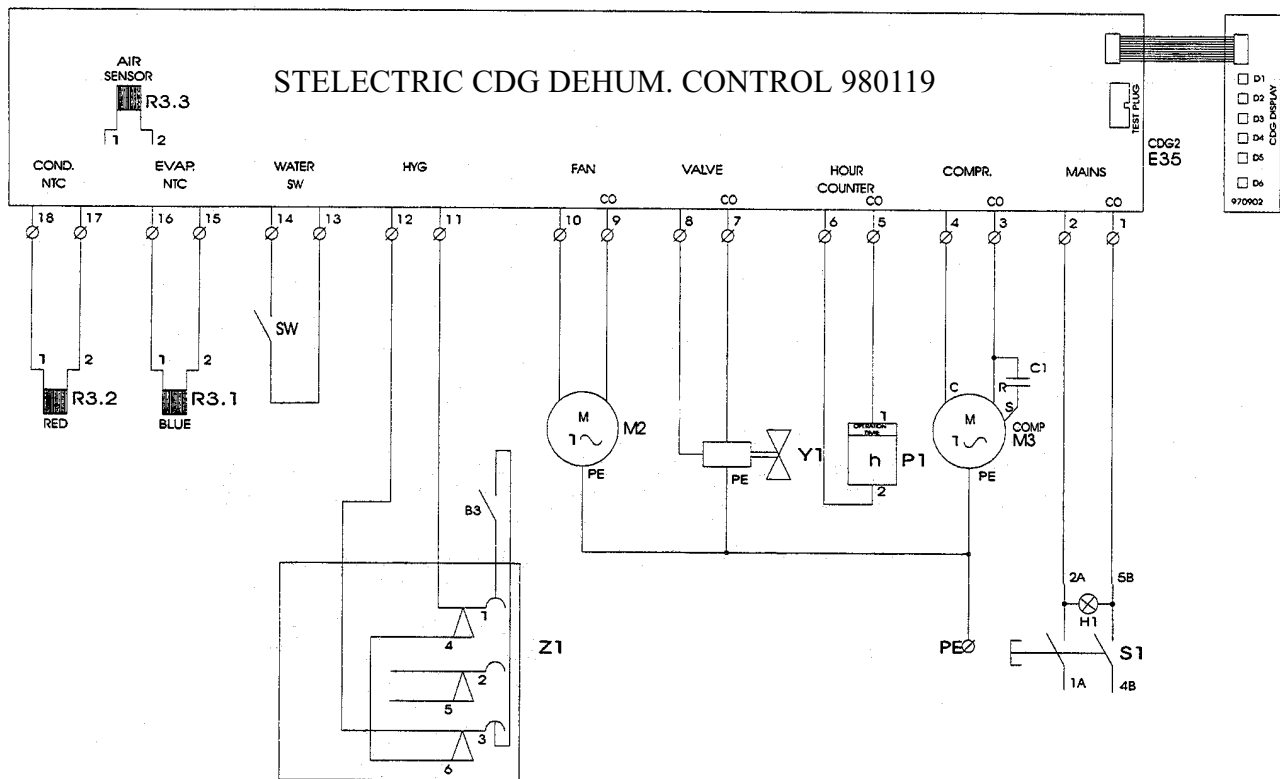 STELECTRIC CDG DEHUM. CONTROL 980119
AIR
SENSOR
R3.3
1 2
TEST PLUG
CDG2
E35
D1
D2
D3
D4
D5
D6
CDG DISPLAY
970902
COND.
NTC
EVAP.
NTC
WATER
SW
HYG
FAN
VALVE
HOUR
COUNTER
COMPR.
MAINS
CO CO CO CO CO
18 17 16 15 14 13 12 11 10 9 8 7 6 5 4 3 2 1
SW
1 2
R3.2
RED
1 2
R3.1
BLUE
M
1
M2
PE
Y1
PE
1
OPERATION
TIME
h
P1
2
C
R
C1
S
M
1
COMP
M3
PE
B3
1
4
2
5
3
6
Z1
PE
2A 5B
H1
S1
1A 4B